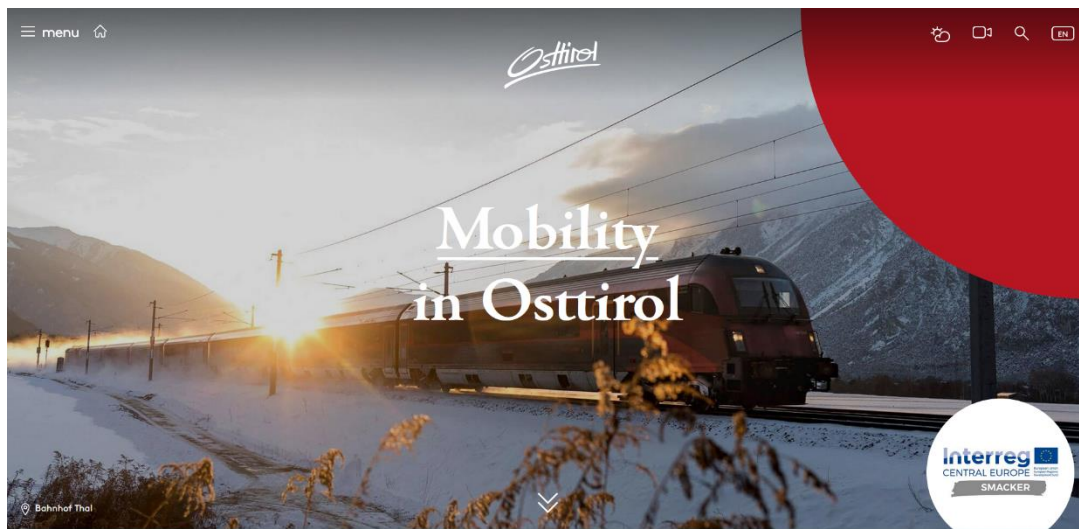 menu
EN
Osttirol
Mobility
in Osttirol
Interreg
CENTRAL EUROPE
SMACKER
Bahnhof Thal